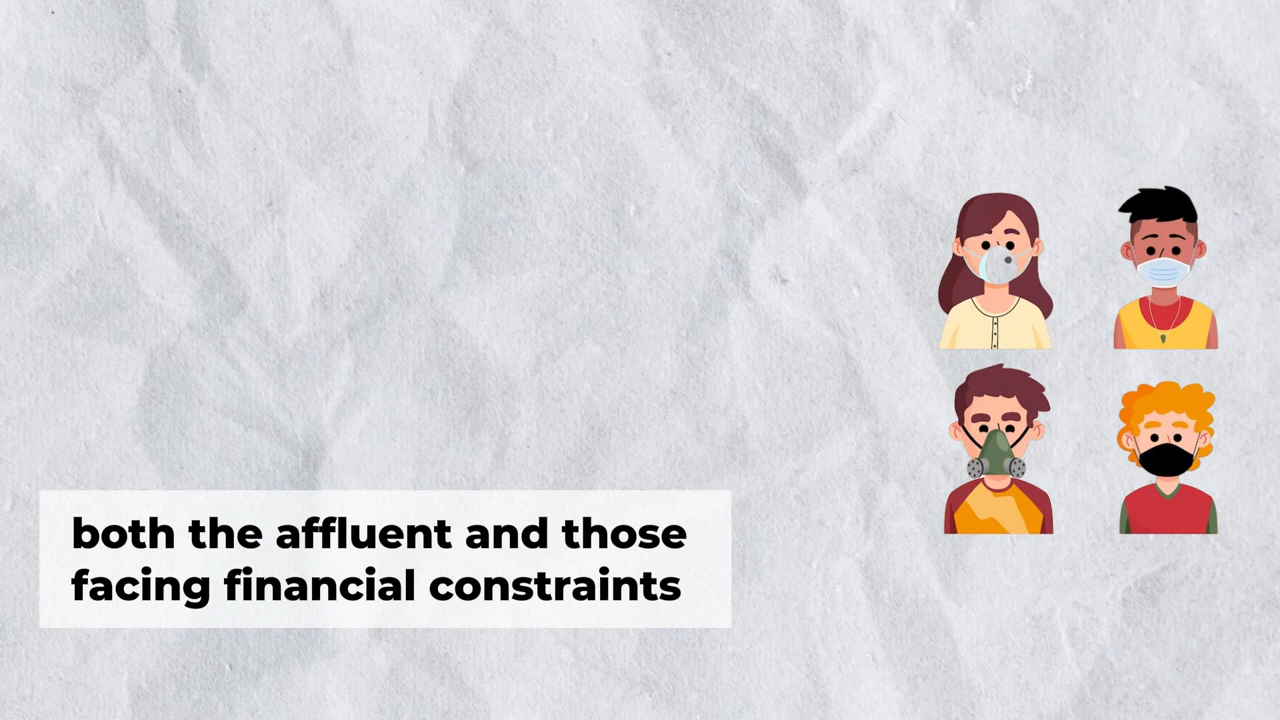 both the affluent and those
facing financial constraints